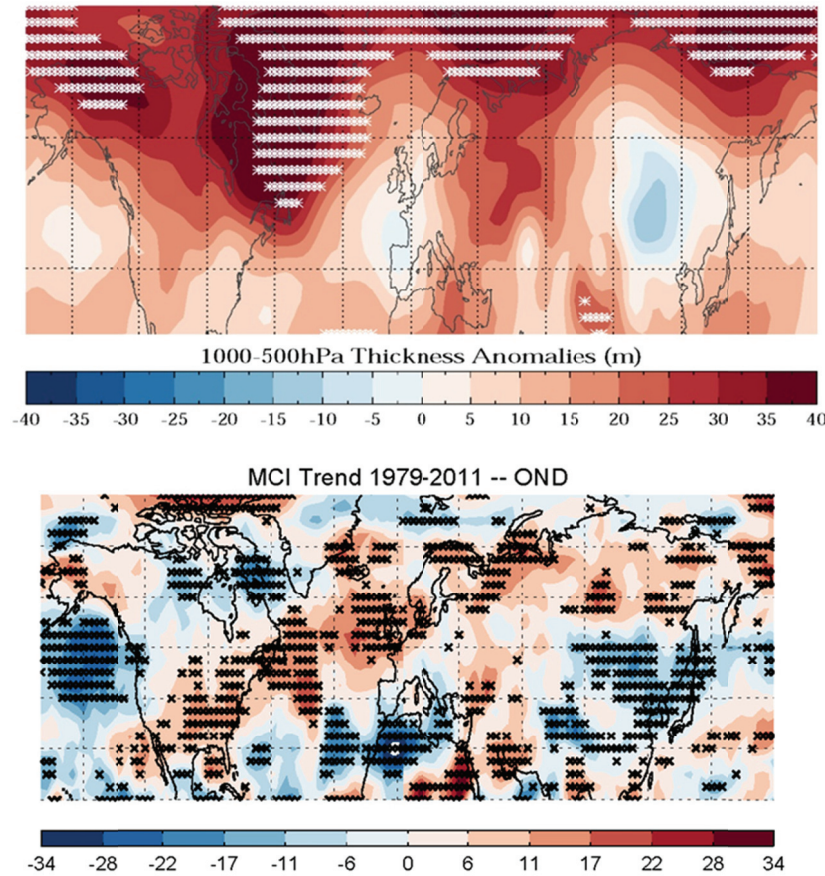 1000-500hPa Thickness Anomalies (m)
-40 -35 -30 -25 -20 -15 -10 -5 0 5 10 15 20 25 30 35 40
MCI Trend 1979-2011 -- OND
-34 -28 -22 -17 -11 -6 0 6 11 17 22 28 34